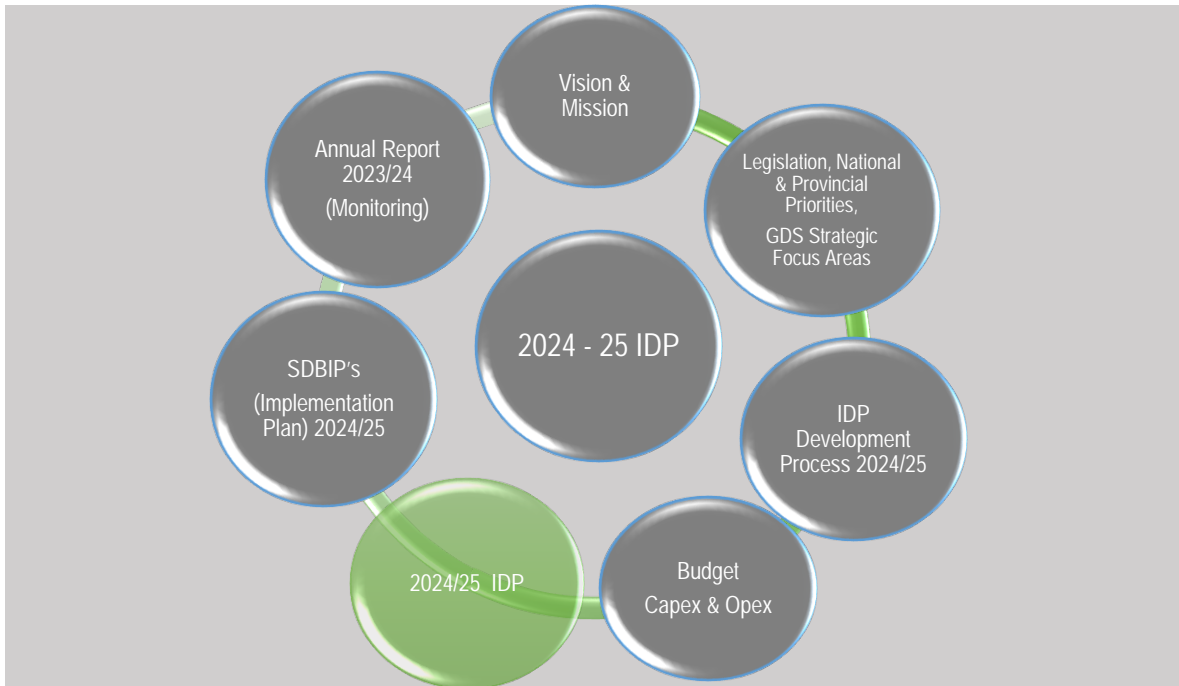 Vision &
Mission
Legislation, National
& Provincial
Priorities,
GDS Strategic
Focus Areas
IDP
Development
Process 2024/25
Budget
Capex & Opex
2024/25  IDP
SDBIP's
(Implementation
Plan) 2024/25
Annual Report
2023/24
(Monitoring)
2024 - 25 IDP